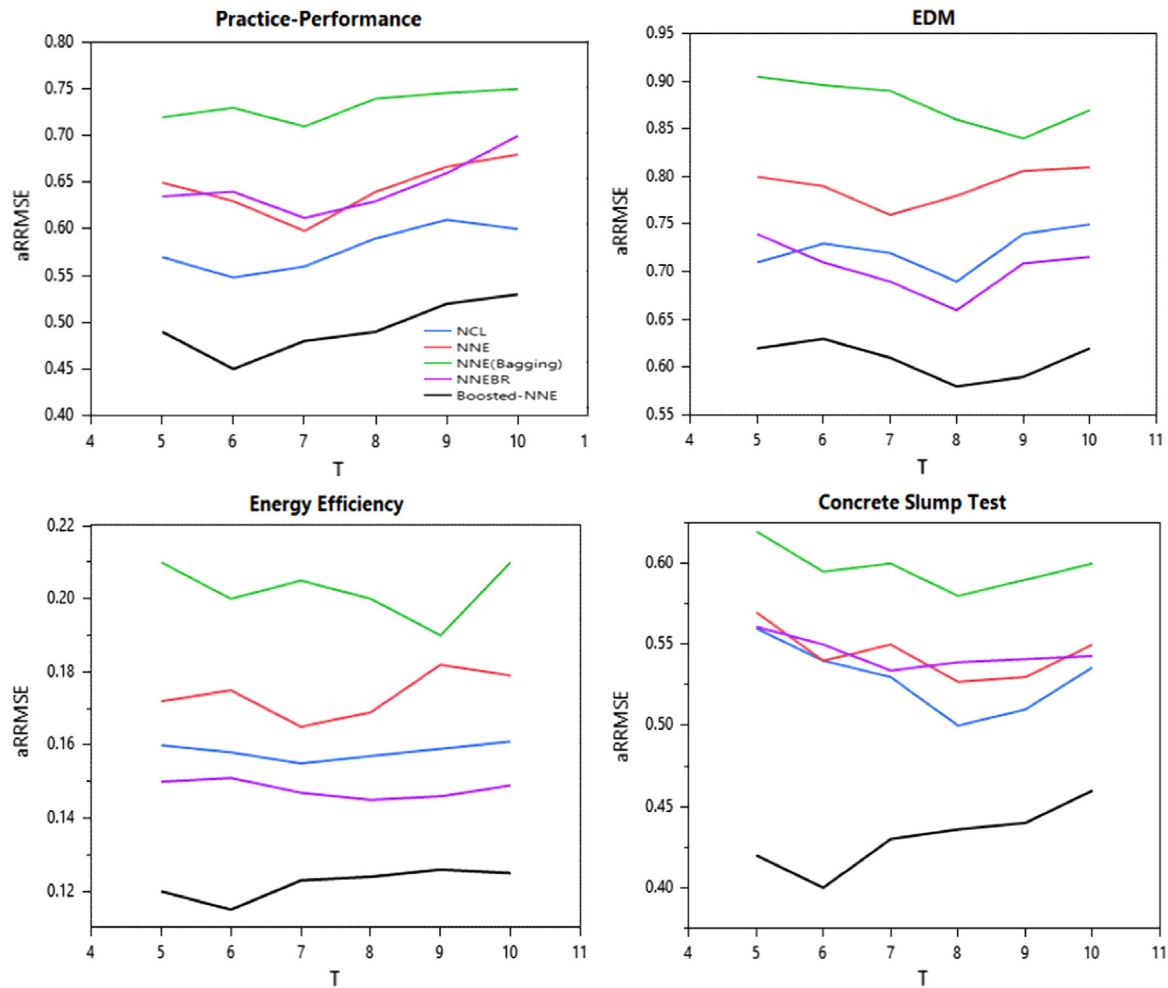 Practice-Performance
0.80
0.75
0.70
0.65
0.60
0.55
0.50
0.45
0.40
aRRMSE
4 5 6 7 8 9 10 1
T
NCL
NNE
NNE(Bagging)
NNEBR
Boosted-NNE
EDM
0.95
0.90
0.85
0.80
0.75
0.70
0.65
0.60
0.55
aRRMSE
4 5 6 7 8 9 10 11
T
Energy Efficiency
0.22
0.20
0.18
0.16
0.14
0.12
aRRMSE
4 5 6 7 8 9 10 11
T
Concrete Slump Test
0.60
0.55
0.50
0.45
0.40
aRRMSE
4 5 6 7 8 9 10 11
T